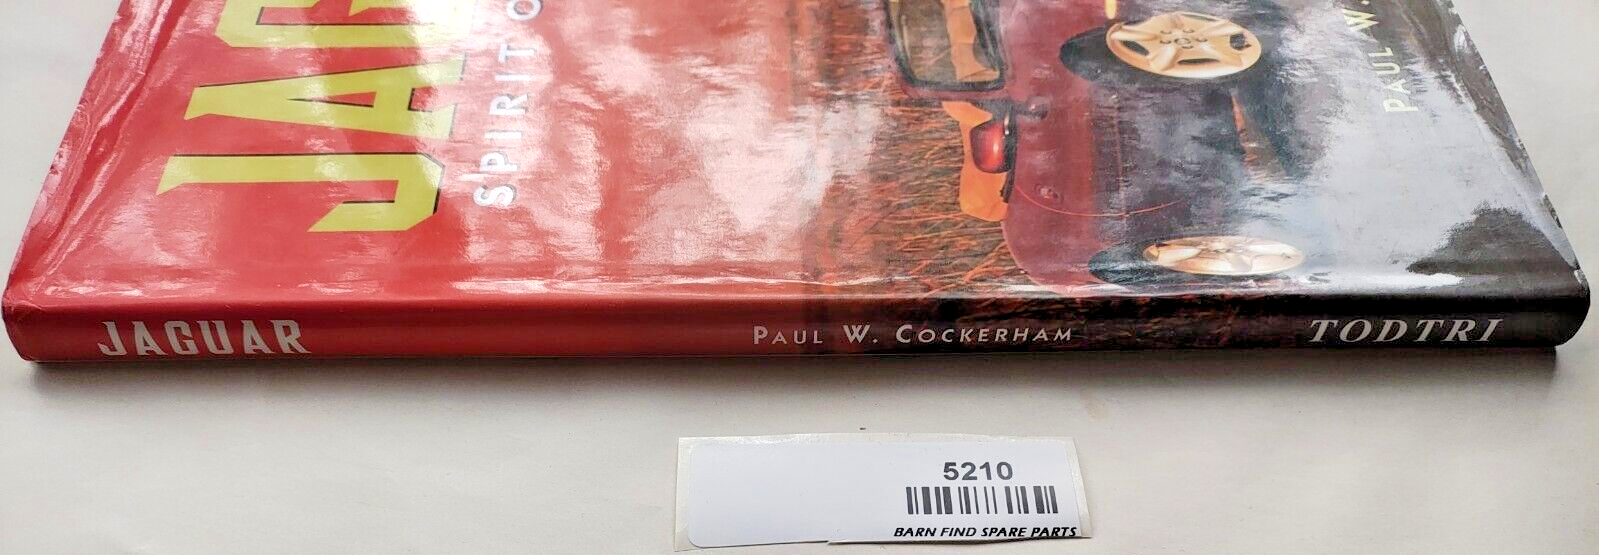 JAG
SPIRIT O
PAUL W.
JAGUAR
PAUL W. COCKERHAM
TODTRI
5210
BARN FIND SPARE PARTS